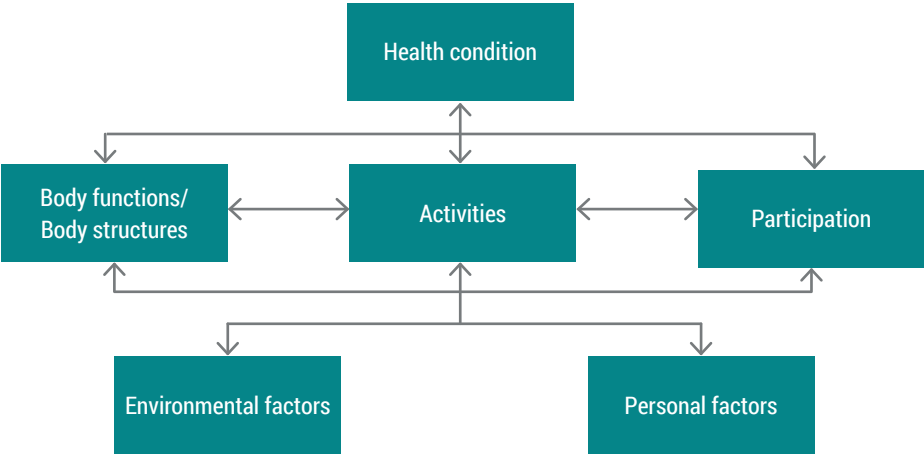 Health condition
Body functions/
Body structures
Activities
Participation
Environmental factors
Personal factors